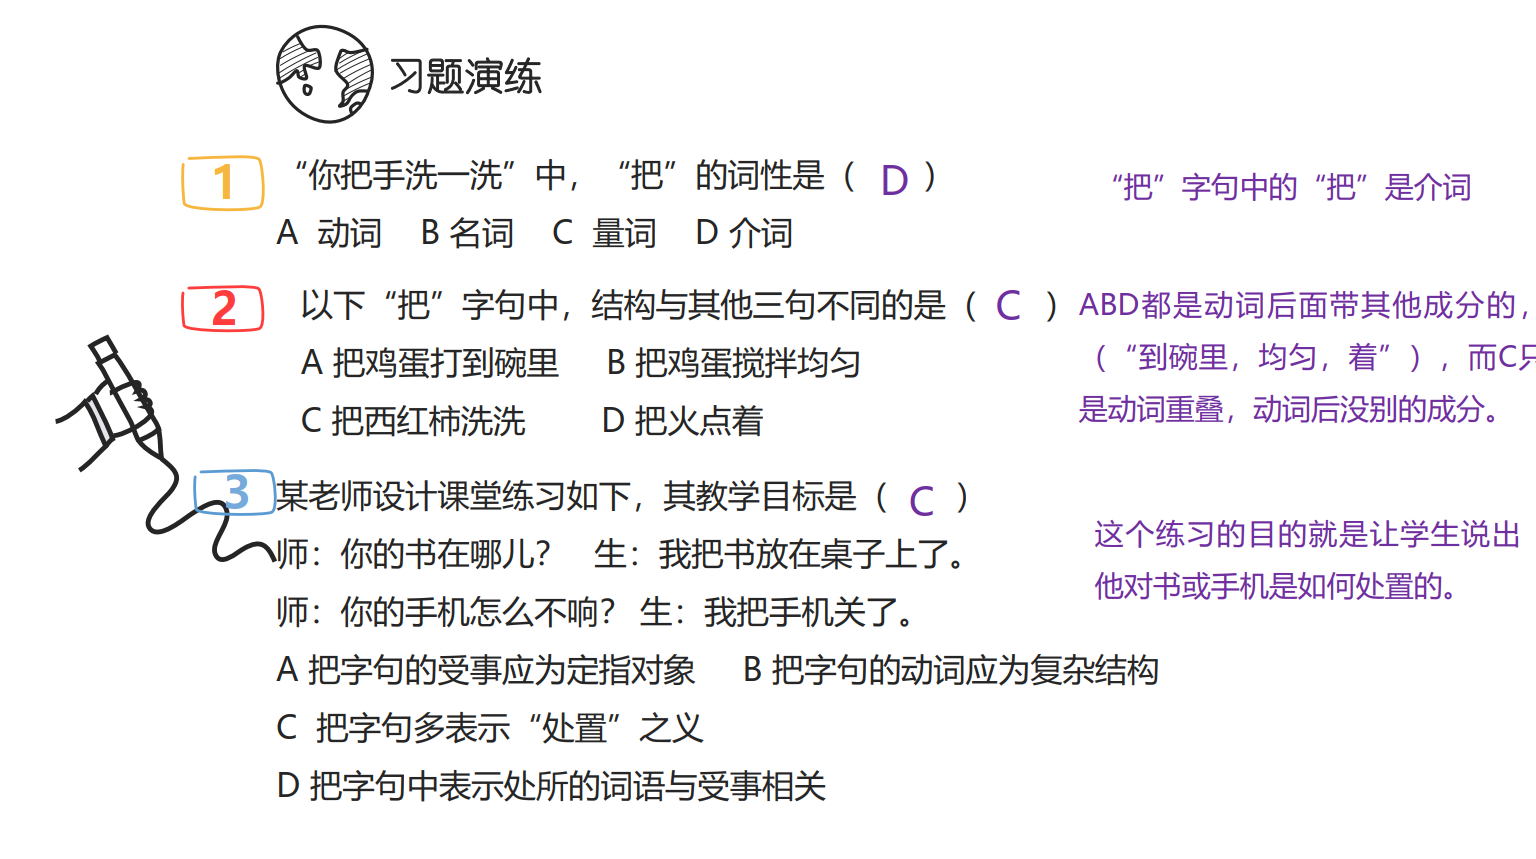 习题演练
1
“你把手洗一洗”中，“把”的词性是（ D ）
A 动词 B 名词 C 量词 D 介词
“把”字句中的“把”是介词
2
以下“把”字句中，结构与其他三句不同的是（ C ）
A 把鸡蛋打到碗里 B 把鸡蛋搅拌均匀
C 把西红柿洗洗 D 把火点着
ABD都是动词后面带其他成分的，
（“到碗里，均匀，着”），而C只
是动词重叠，动词后没别的成分。
3
某老师设计课堂练习如下，其教学目标是（ C ）
师：你的书在哪儿？ 生：我把书放在桌子上了。
师：你的手机怎么不响？ 生：我把手机关了。
A 把字句的受事应为定指对象 B 把字句的动词应为复杂结构
C 把字句多表示“处置”之义
D 把字句中表示处所的词语与受事相关
这个练习的目的就是让学生说出
他对书或手机是如何处置的。